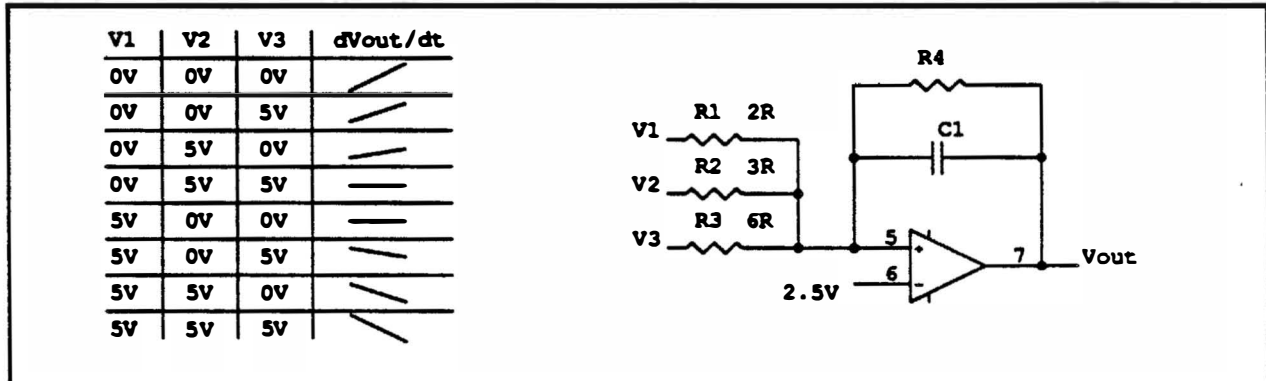 V1 V2 V3 dVout/dt
0V 0V 0V
0V 0V 5V
0V 5V 0V
0V 5V 5V
5V 0V 0V
5V 0V 5V
5V 5V 0V
5V 5V 5V
R4
C1
V1 R1 2R
V2 R2 3R
V3 R3 6R
5 +
6 -
7 Vout
2.5V